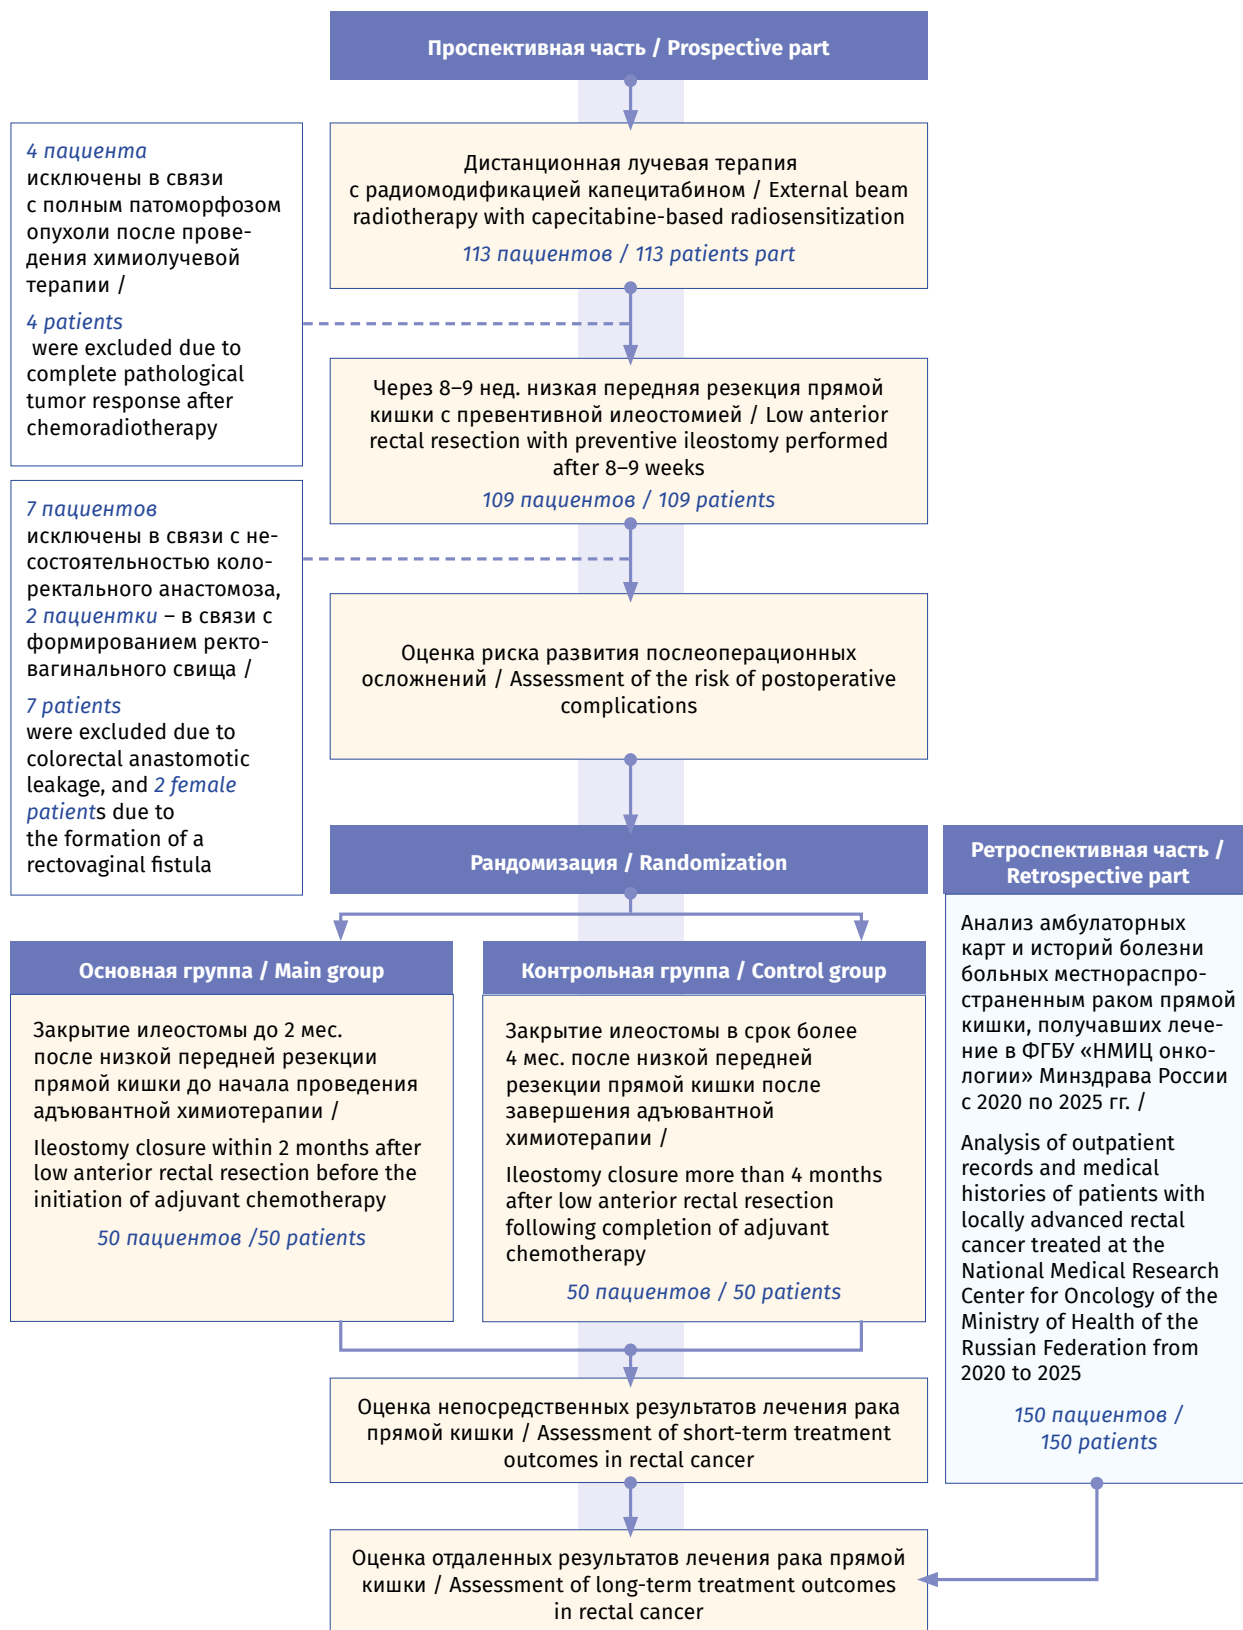 Проспективная часть / Prospective part
4 пациента
исключены в связи
с полным патоморфозом
опухоли после прове-
дения химиолучевой
терапии /
4 patients
were excluded due to
complete pathological
tumor response after
chemoradiotherapy
Дистанционная лучевая терапия
с радиомодификацией капецитабином / External beam
radiotherapy with capecitabine-based radiosensitization
113 пациентов / 113 patients part
Через 8–9 нед. низкая передняя резекция прямой
кишки с превентивной илеостомией / Low anterior
rectal resection with preventive ileostomy performed
after 8–9 weeks
109 пациентов / 109 patients
7 пациентов
исключены в связи с не-
состоятельностью коло-
ректального анастомоза,
2 пациентки – в связи с
формированием ректо-
вагинального свища /
7 patients
were excluded due to
colorectal anastomotic
leakage, and 2 female
patients due to
the formation of a
rectovaginal fistula
Оценка риска развития послеоперационных
осложнений / Assessment of the risk of postoperative
complications
Рандомизация / Randomization
Ретроспективная часть /
Retrospective part
Анализ амбулаторных
карт и историй болезни
больных местнораспро-
страненным раком прямой
кишки, получавших лече-
ние в ФГБУ «НМИЦ онко-
логии» Минздрава России
с 2020 по 2025 гг. /
Analysis of outpatient
records and medical
histories of patients with
locally advanced rectal
cancer treated at the
National Medical Research
Center for Oncology of the
Ministry of Health of the
Russian Federation from
2020 to 2025
150 пациентов /
150 patients
Основная группа / Main group
Закрытие илеостомы до 2 мес.
после низкой передней резекции
прямой кишки до начала проведения
адъювантной химиотерапии /
Ileostomy closure within 2 months after
low anterior rectal resection before the
initiation of adjuvant chemotherapy
50 пациентов /50 patients
Контрольная группа / Control group
Закрытие илеостомы в срок более
4 мес. после низкой передней
резекции прямой кишки после
завершения адъювантной
химиотерапии /
Ileostomy closure more than 4 months
after low anterior rectal resection
following completion of adjuvant
chemotherapy
50 пациентов / 50 patients
Оценка непосредственных результатов лечения рака
прямой кишки / Assessment of short-term treatment
outcomes in rectal cancer
Оценка отдаленных результатов лечения рака прямой
кишки / Assessment of long-term treatment outcomes
in rectal cancer